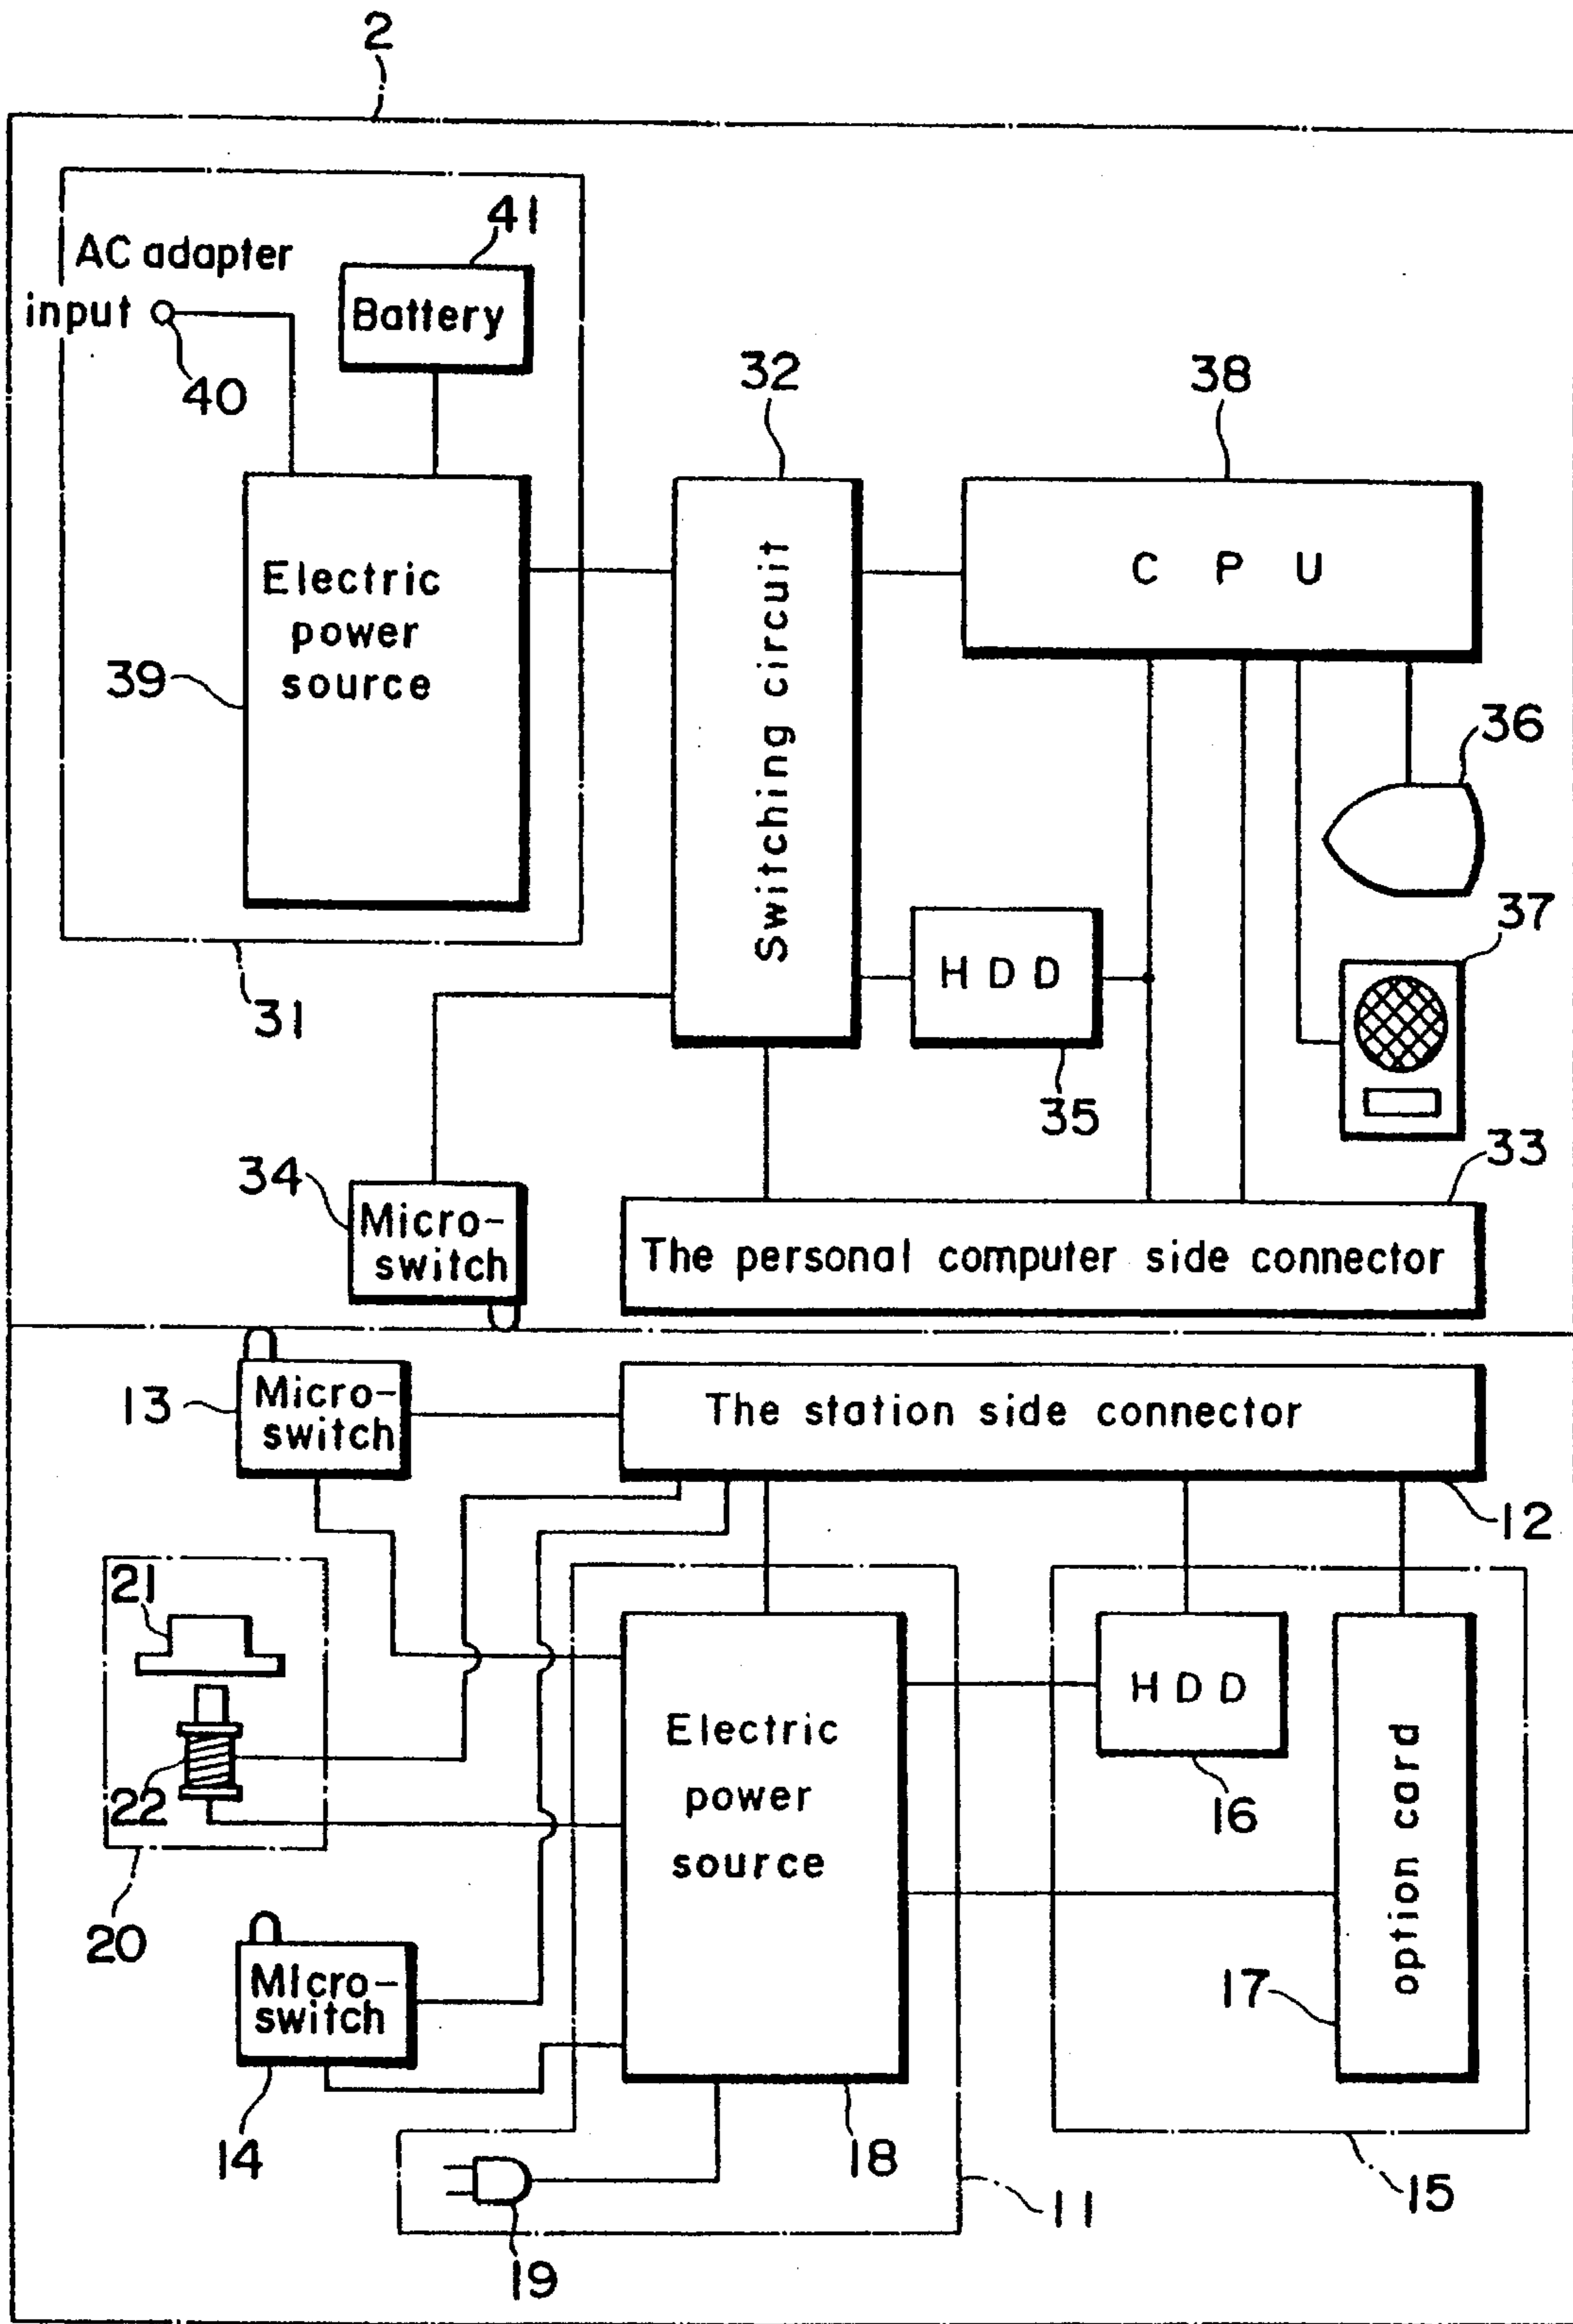 2
AC adapter
input
40
41
Battery
Electric
power
source
39
31
32
Switching circuit
38
C P U
36
37
H D D
35
34
Micro-
switch
33
The personal computer side connector
13
Micro-
switch
The station side connector
12
21
22
20
Electric
power
source
18
H D D
16
option card
17
MIcro-
switch
14
19
11
15